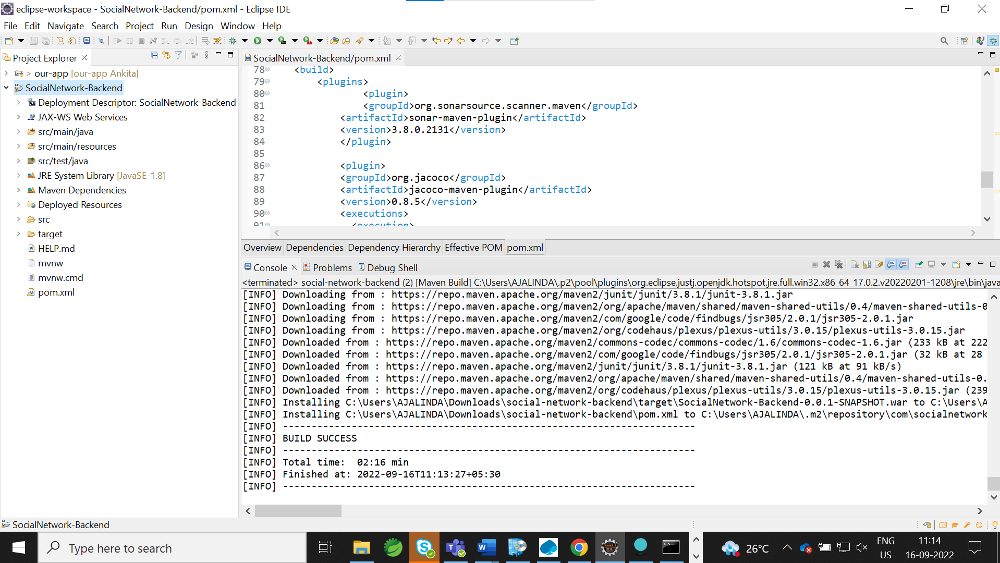 eclipse-workspace - SocialNetwork-Backend/pom.xml - Eclipse IDE
File Edit Navigate Search Project Run Design Window Help
Project Explorer
> our-app [our-app Ankita]
SocialNetwork-Backend
Deployment Descriptor: SocialNetwork-Backend
JAX-WS Web Services
src/main/java
src/main/resources
src/test/java
JRE System Library [JavaSE-1.8]
Maven Dependencies
Deployed Resources
src
target
HELP.md
mvnw
mvnw.cmd
pom.xml
SocialNetwork-Backend/pom.xml
78 <build>
79 <plugins>
80 <plugin>
81 <groupId>org.sonarsource.scanner.maven</groupId>
82 <artifactId>sonar-maven-plugin</artifactId>
83 <version>3.8.0.2131</version>
84 </plugin>
85
86 <plugin>
87 <groupId>org.jacoco</groupId>
88 <artifactId>jacoco-maven-plugin</artifactId>
89 <version>0.8.5</version>
90 <executions>
91 <execution>
Overview Dependencies Dependency Hierarchy Effective POM pom.xml
Console Problems Debug Shell
<terminated> social-network-backend (2) [Maven Build] C:\Users\AJALINDA\.p2\pool\plugins\org.eclipse.justj.openjdk.hotspot.jre.full.win32.x86_64_17.0.2.v20220201-1208\jre\bin\java
[INFO] Downloading from : https://repo.maven.apache.org/maven2/junit/junit/3.8.1/junit-3.8.1.jar
[INFO] Downloading from : https://repo.maven.apache.org/maven2/org/apache/maven/shared/maven-shared-utils/0.4/maven-shared-utils-0
[INFO] Downloading from : https://repo.maven.apache.org/maven2/com/google/code/findbugs/jsr305/2.0.1/jsr305-2.0.1.jar
[INFO] Downloading from : https://repo.maven.apache.org/maven2/org/codehaus/plexus/plexus-utils/3.0.15/plexus-utils-3.0.15.jar
[INFO] Downloaded from : https://repo.maven.apache.org/maven2/commons-codec/commons-codec/1.6/commons-codec-1.6.jar (233 kB at 222
[INFO] Downloaded from : https://repo.maven.apache.org/maven2/com/google/code/findbugs/jsr305/2.0.1/jsr305-2.0.1.jar (32 kB at 28
[INFO] Downloaded from : https://repo.maven.apache.org/maven2/junit/junit/3.8.1/junit-3.8.1.jar (121 kB at 91 kB/s)
[INFO] Downloaded from : https://repo.maven.apache.org/maven2/org/apache/maven/shared/maven-shared-utils/0.4/maven-shared-utils-0.
[INFO] Downloaded from : https://repo.maven.apache.org/maven2/org/codehaus/plexus/plexus-utils/3.0.15/plexus-utils-3.0.15.jar (239
[INFO] Installing C:\Users\AJALINDA\Downloads\social-network-backend\target\SocialNetwork-Backend-0.0.1-SNAPSHOT.war to C:\Users\A
[INFO] Installing C:\Users\AJALINDA\Downloads\social-network-backend\pom.xml to C:\Users\AJALINDA\.m2\repository\com\socialnetwork
[INFO] ------------------------------------------------------------------------
[INFO] BUILD SUCCESS
[INFO] ------------------------------------------------------------------------
[INFO] Total time:  02:16 min
[INFO] Finished at: 2022-09-16T11:13:27+05:30
[INFO] ------------------------------------------------------------------------
SocialNetwork-Backend
Type here to search
26°C
ENG
US
11:14
16-09-2022